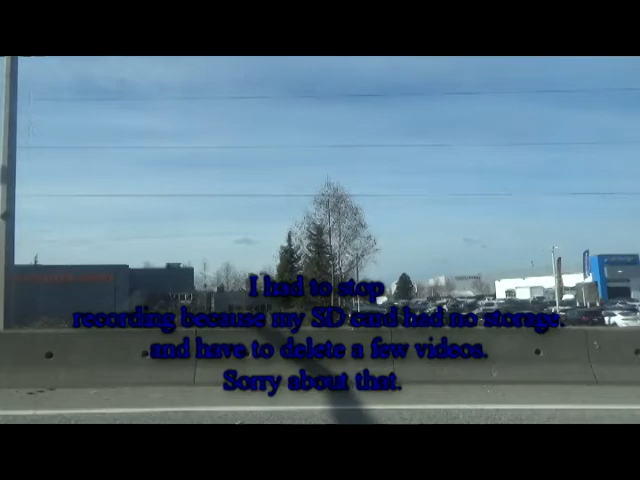 I had to stop
recording because my SD card had no storage.
and have to delete a few videos.
Sorry about that.